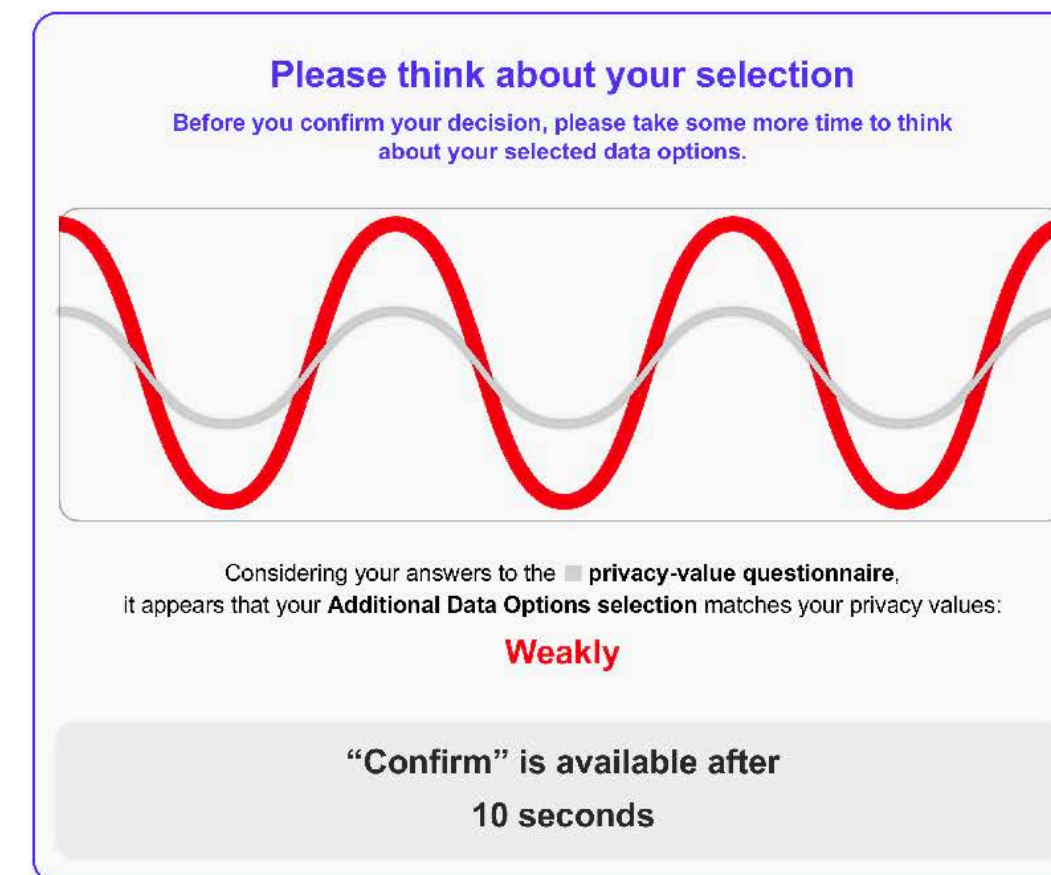 Please think about your selection
Before you confirm your decision, please take some more time to think
about your selected data options.
Considering your answers to the privacy-value questionnaire,
it appears that your Additional Data Options selection matches your privacy values:
Weakly
“Confirm” is available after
10 seconds